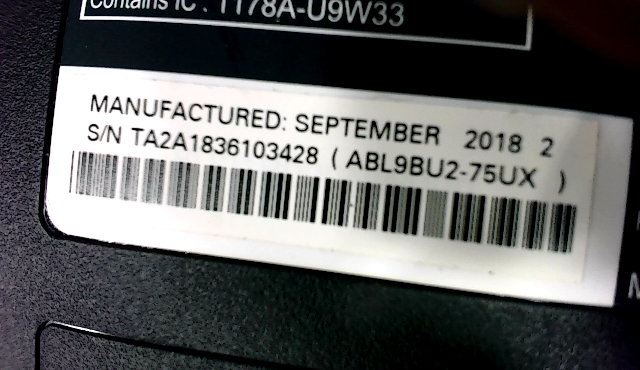 Contains IC : 1178A-U9W33
MANUFACTURED: SEPTEMBER 2018 2
S/N TA2A1836103428 ( ABL9BU2-75UX )